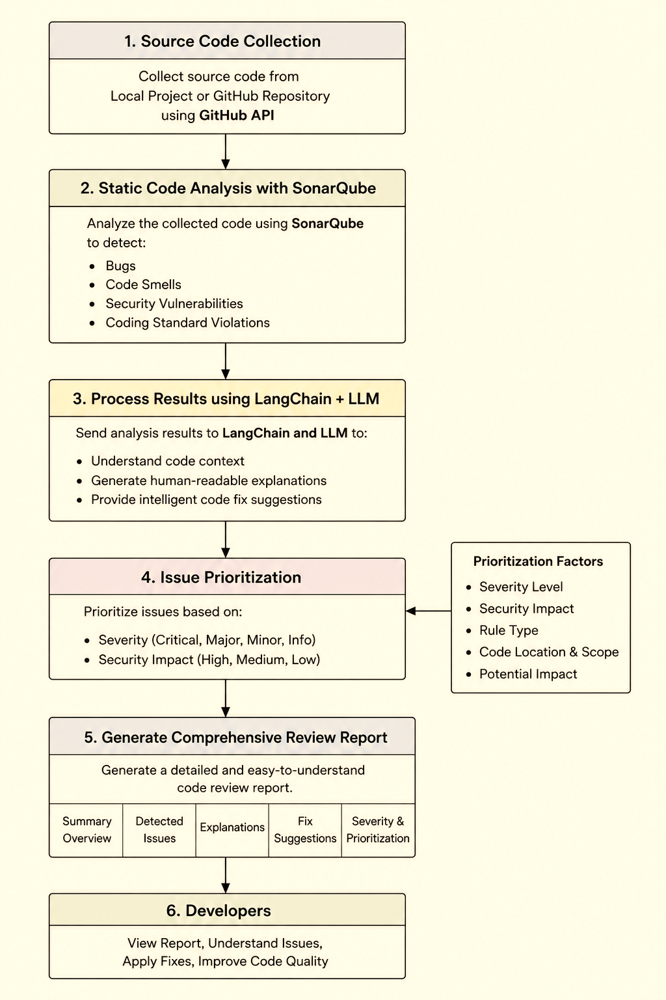 1. Source Code Collection
Collect source code from
Local Project or GitHub Repository
using GitHub API
2. Static Code Analysis with SonarQube
Analyze the collected code using SonarQube
to detect:
• Bugs
• Code Smells
• Security Vulnerabilities
• Coding Standard Violations
3. Process Results using LangChain + LLM
Send analysis results to LangChain and LLM to:
• Understand code context
• Generate human-readable explanations
• Provide intelligent code fix suggestions
4. Issue Prioritization
Prioritize issues based on:
• Severity (Critical, Major, Minor, Info)
• Security Impact (High, Medium, Low)
Prioritization Factors
• Severity Level
• Security Impact
• Rule Type
• Code Location & Scope
• Potential Impact
5. Generate Comprehensive Review Report
Generate a detailed and easy-to-understand
code review report.
Summary
Overview
Detected
Issues
Explanations
Fix
Suggestions
Severity &
Prioritization
6. Developers
View Report, Understand Issues,
Apply Fixes, Improve Code Quality